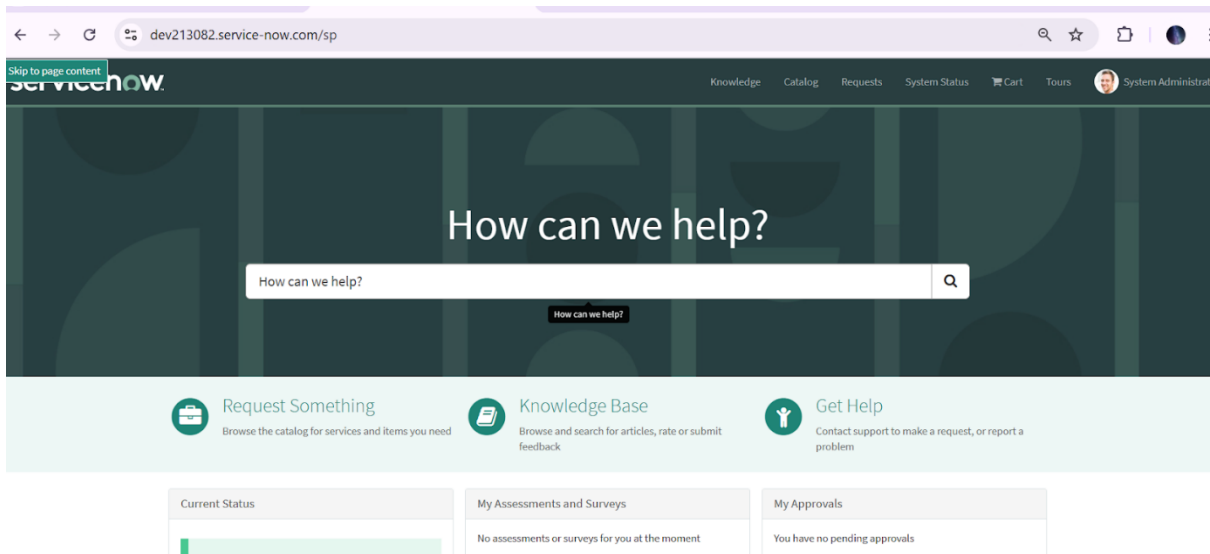 dev213082.service-now.com/sp
Skip to page content
servicenow.
Knowledge Catalog Requests System Status Cart Tours System Administrat
How can we help?
How can we help?
How can we help?
Request Something
Browse the catalog for services and items you need
Knowledge Base
Browse and search for articles, rate or submit
feedback
Get Help
Contact support to make a request, or report a
problem
Current Status
My Assessments and Surveys
No assessments or surveys for you at the moment
My Approvals
You have no pending approvals